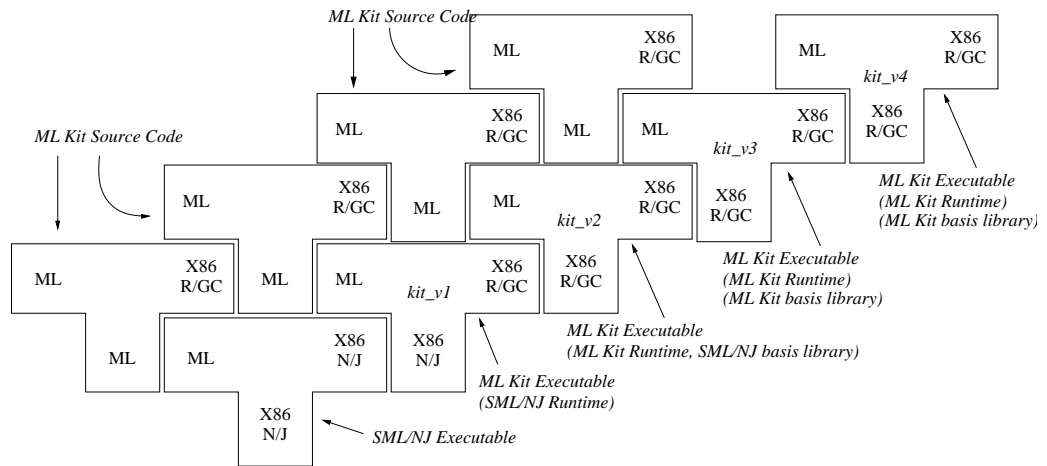 ML Kit Source Code
ML
X86
R/GC
ML
X86
R/GC
kit_v4
X86
R/GC
ML
ML Kit Executable
(ML Kit Runtime)
(ML Kit basis library)
ML
X86
R/GC
ML
X86
R/GC
kit_v3
X86
R/GC
ML
ML Kit Executable
(ML Kit Runtime)
(ML Kit basis library)
ML Kit Source Code
ML
X86
R/GC
ML
X86
R/GC
kit_v2
X86
R/GC
ML
ML Kit Executable
(ML Kit Runtime, SML/NJ basis library)
ML
X86
R/GC
ML
X86
R/GC
kit_v1
X86
N/J
ML
ML Kit Executable
(SML/NJ Runtime)
ML
X86
N/J
X86
N/J
SML/NJ Executable